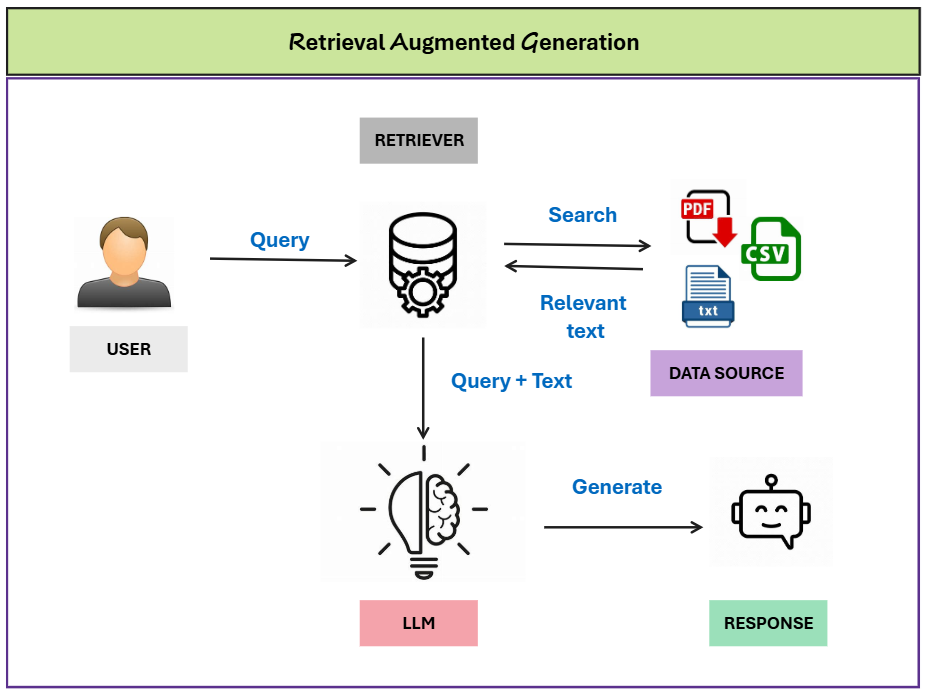 Retrieval Augmented Generation
RETRIEVER
Query
Search
PDF
CSV
Relevant
text
txt
USER
DATA SOURCE
Query + Text
Generate
LLM
RESPONSE